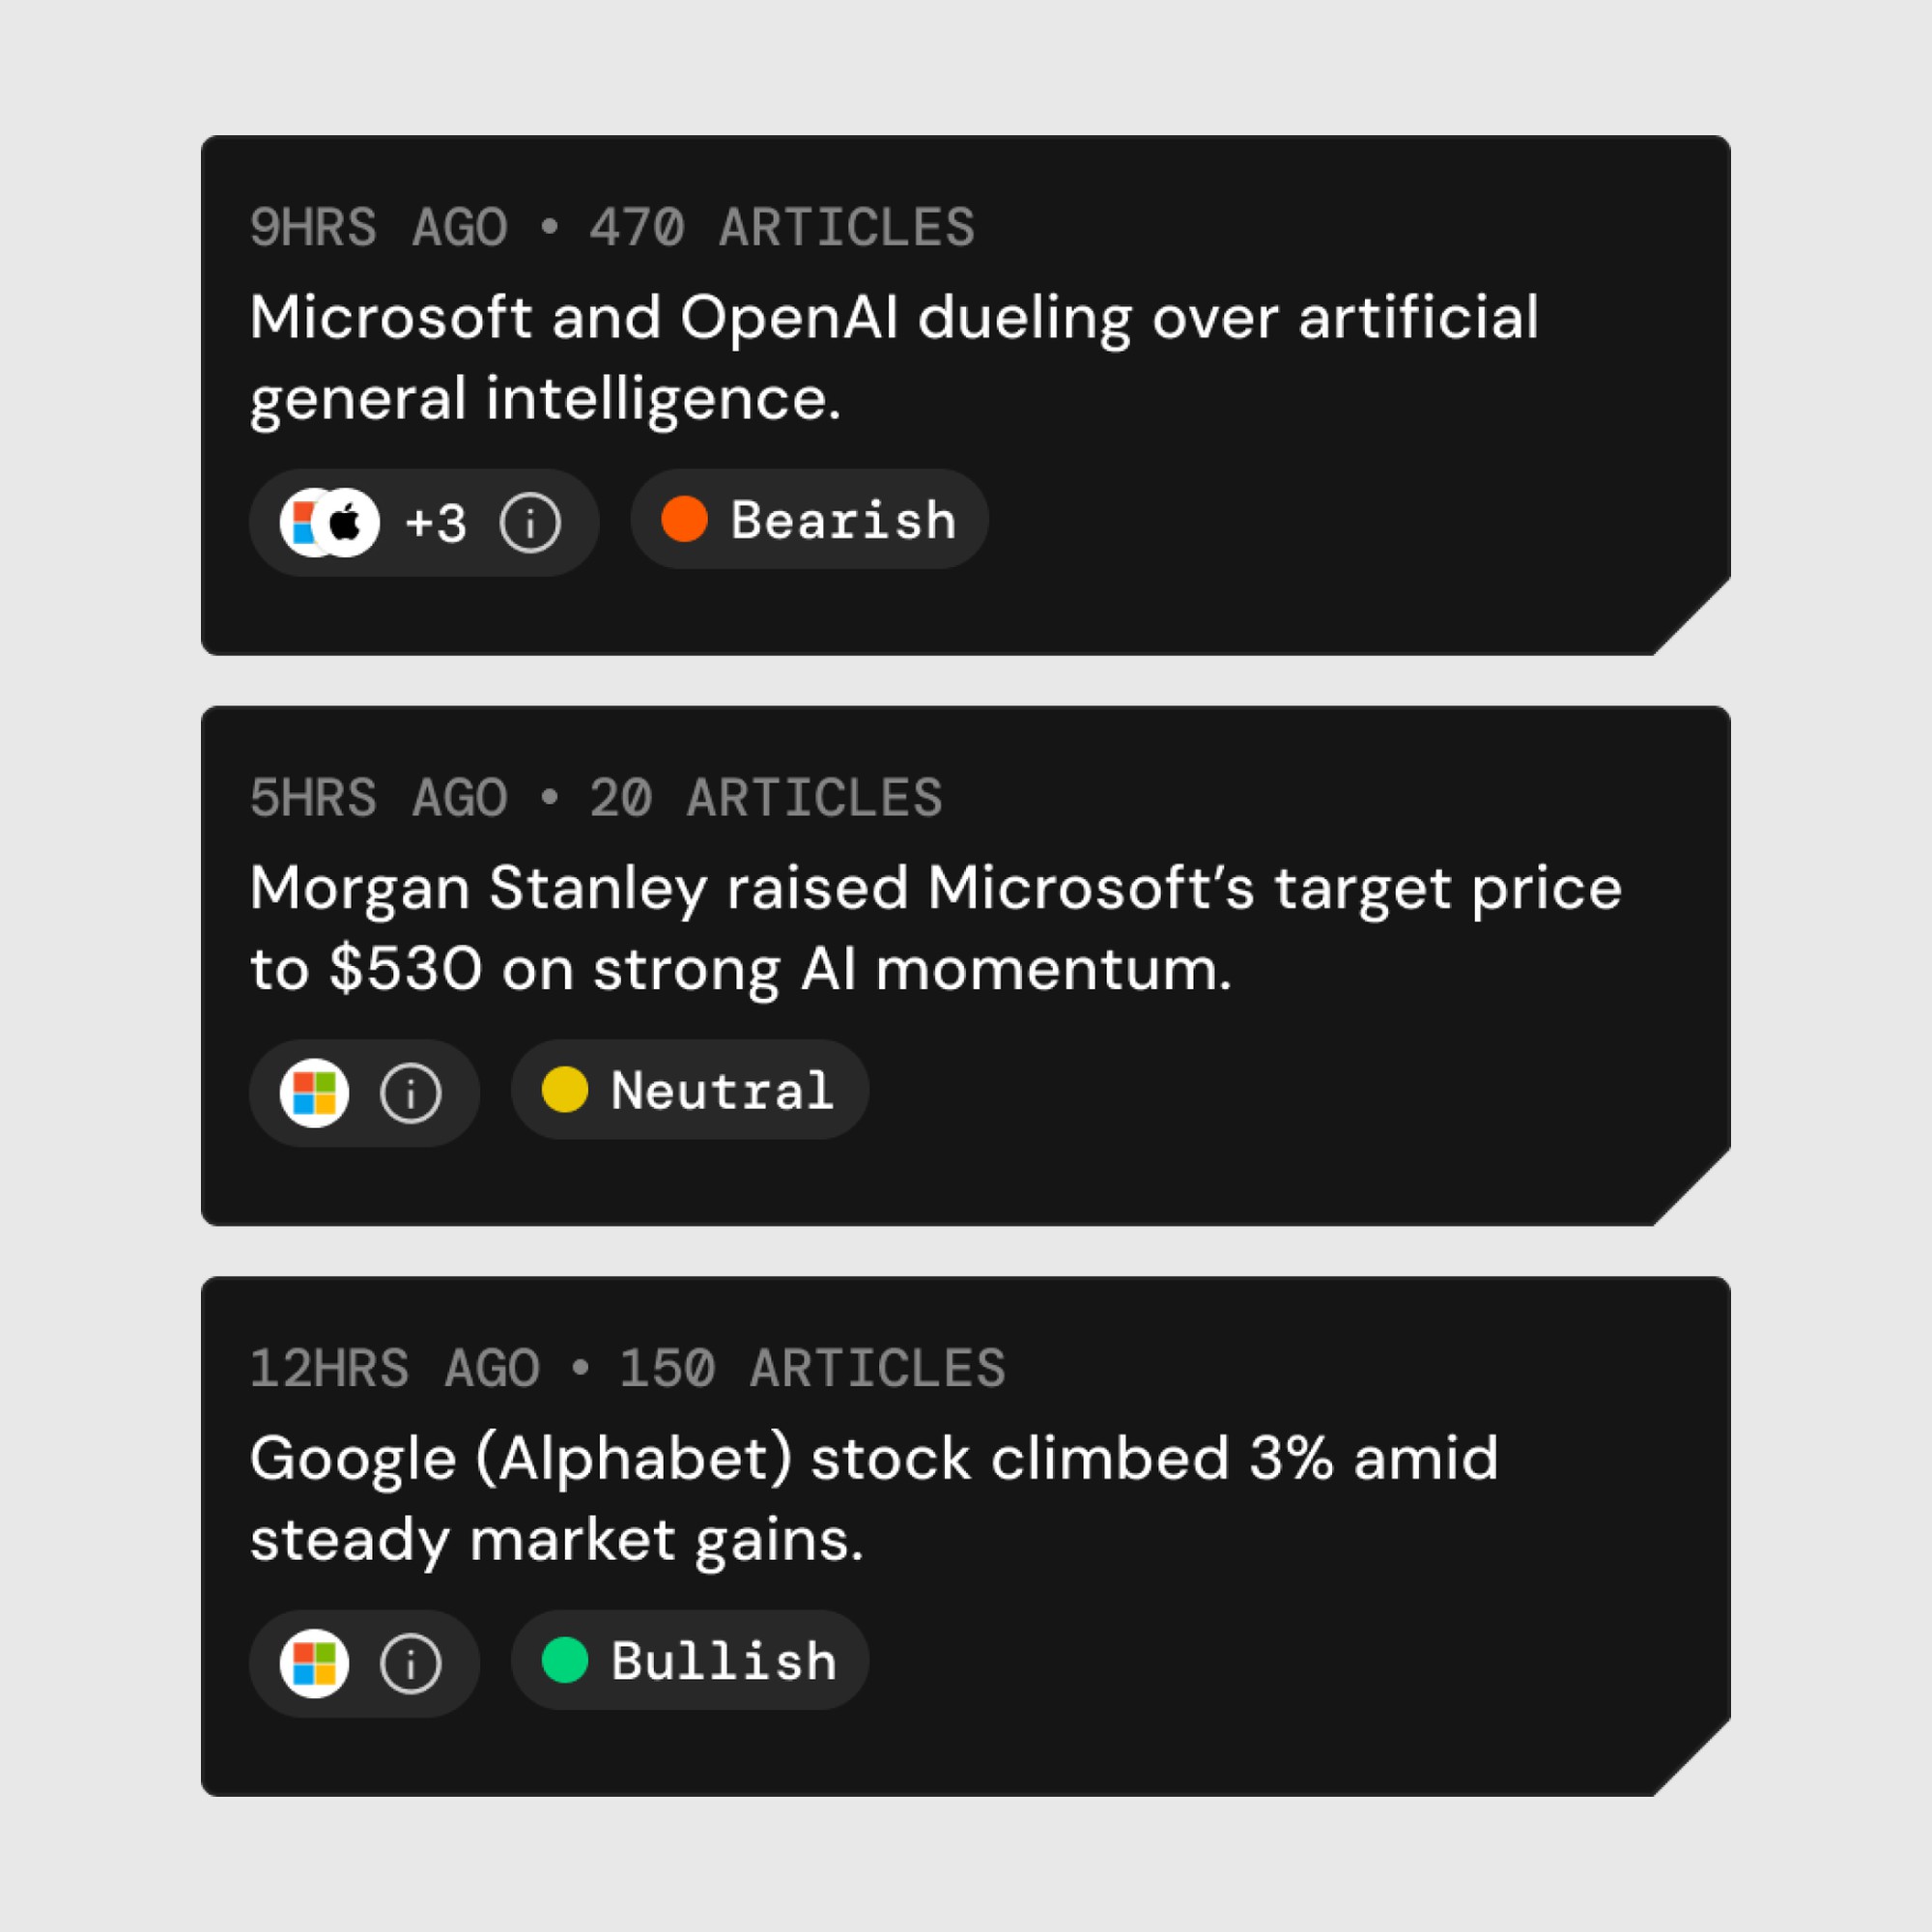 9HRS AGO • 470 ARTICLES
Microsoft and OpenAI dueling over artificial
general intelligence.
+3 i Bearish
5HRS AGO • 20 ARTICLES
Morgan Stanley raised Microsoft’s target price
to $530 on strong AI momentum.
i Neutral
12HRS AGO • 150 ARTICLES
Google (Alphabet) stock climbed 3% amid
steady market gains.
i Bullish